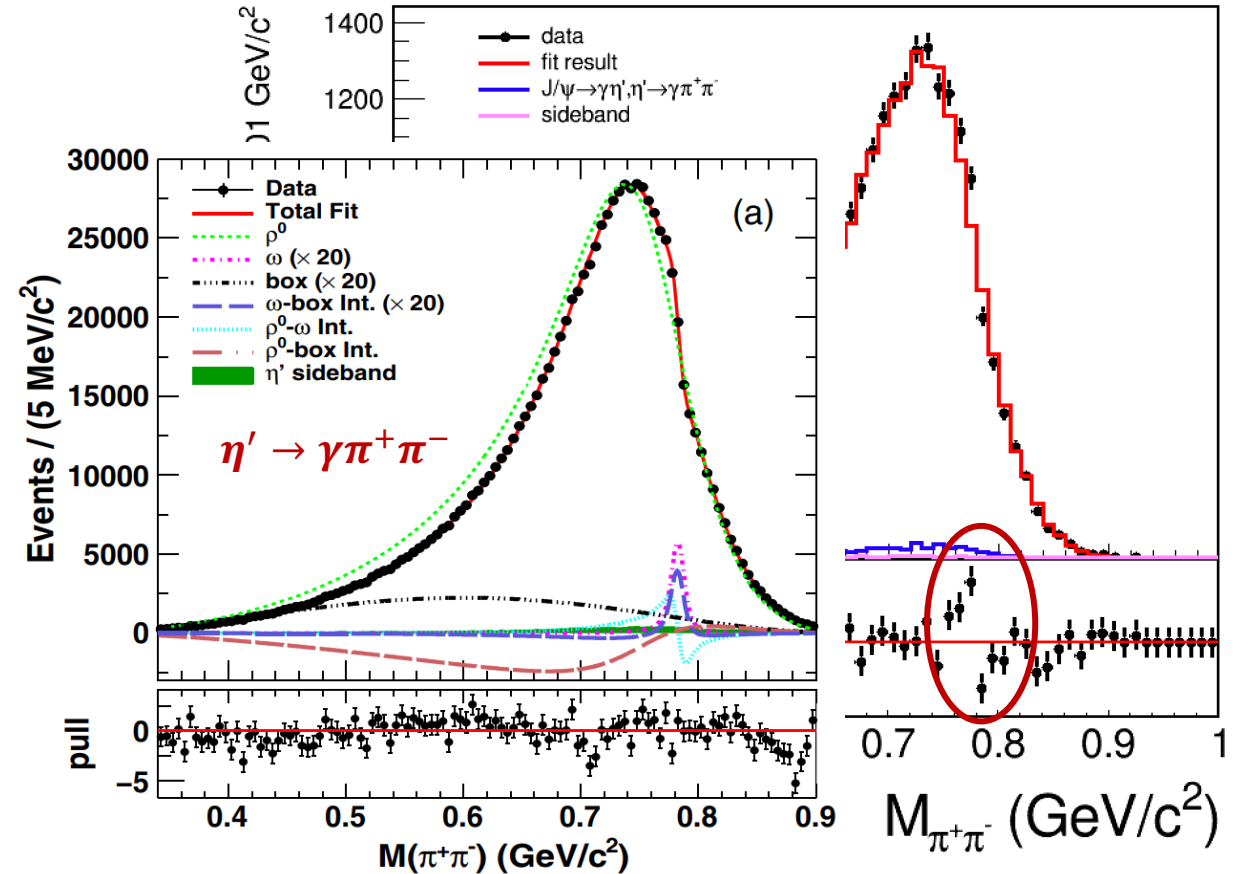 1400
1200
01 GeV/c²
data
fit result
J/ψ→γη',η'→γπ⁺π⁻
sideband
30000
25000
20000
15000
10000
5000
0
Events / (5 MeV/c²)
Data
Total Fit
ρ⁰
ω (× 20)
box (× 20)
ω-box Int. (× 20)
ρ⁰-ω Int.
ρ⁰-box Int.
η' sideband
(a)
η′ → γπ⁺π⁻
0
−5
pull
0.4 0.5 0.6 0.7 0.8 0.9
M(π⁺π⁻) (GeV/c²)
0.7 0.8 0.9 1
M_π⁺π⁻ (GeV/c²)